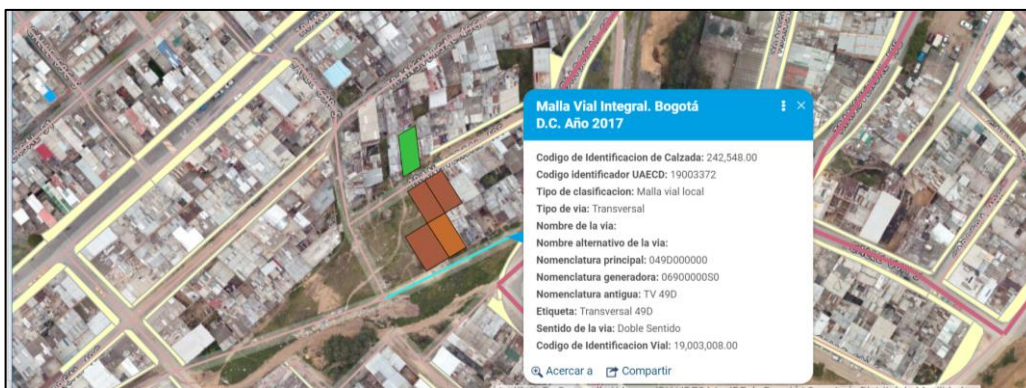 Malla Vial Integral. Bogotá
D.C. Año 2017
Codigo de Identificacion de Calzada: 242,548.00
Codigo identificador UAECD: 19003372
Tipo de clasificacion: Malla vial local
Tipo de via: Transversal
Nombre de la via:
Nombre alternativo de la via:
Nomenclatura principal: 049D000000
Nomenclatura generadora: 06900000S0
Nomenclatura antigua: TV 49D
Etiqueta: Transversal 49D
Sentido de la via: Doble Sentido
Codigo de Identificacion Vial: 19,003,008.00
Acercar a Compartir